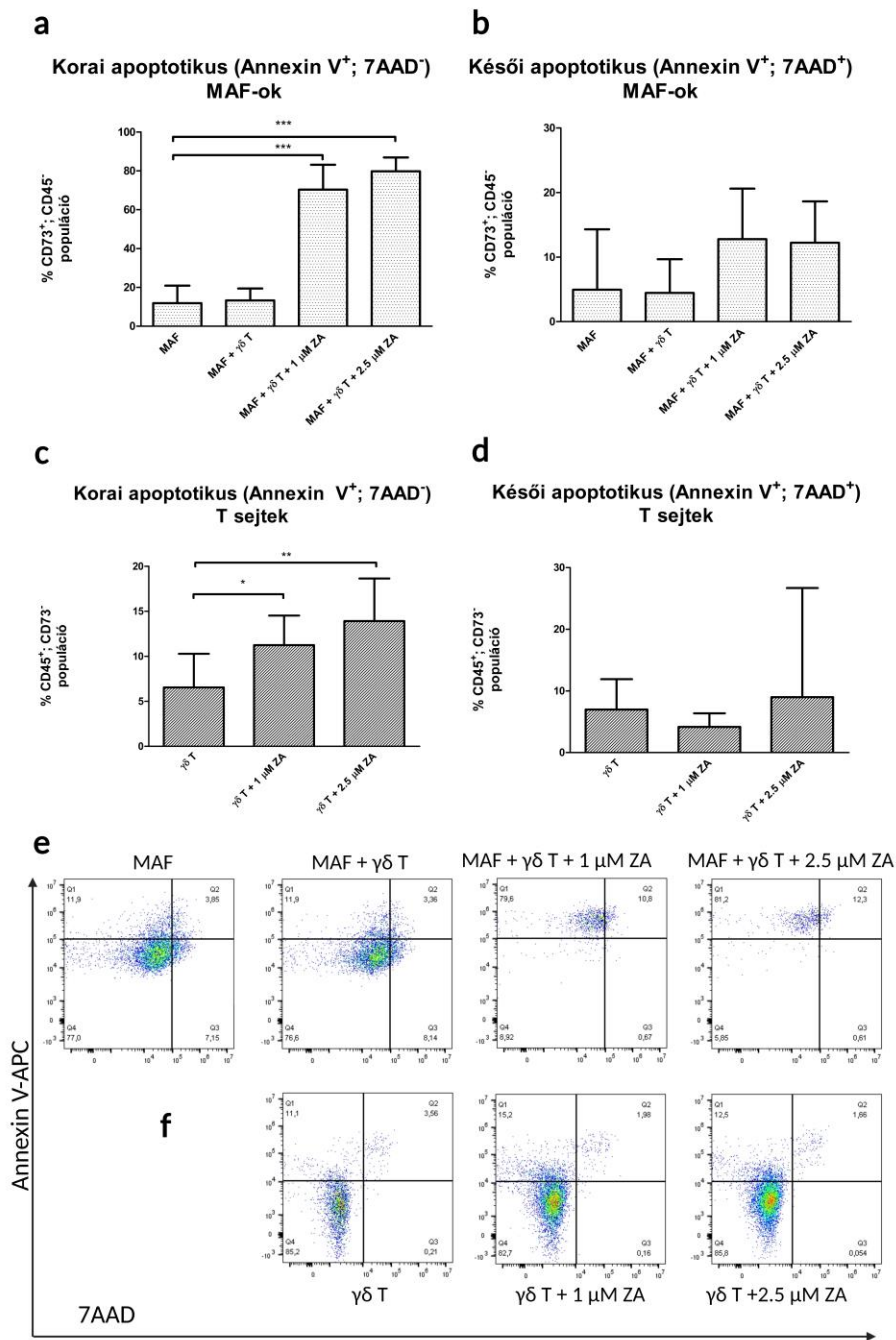 a
Korai apoptotikus (Annexin V⁺; 7AAD⁻)
MAF-ok
***
***
% CD73⁺; CD45⁻
populáció
100
80
60
40
20
0
MAF
MAF + γδ T
MAF + γδ T + 1 µM ZA
MAF + γδ T + 2.5 µM ZA
b
Késői apoptotikus (Annexin V⁺; 7AAD⁺)
MAF-ok
% CD73⁺; CD45⁻
populáció
30
20
10
0
MAF
MAF + γδ T
MAF + γδ T + 1 µM ZA
MAF + γδ T + 2.5 µM ZA
c
Korai apoptotikus (Annexin V⁺; 7AAD⁻)
T sejtek
**
*
% CD45⁺; CD73⁻
populáció
20
15
10
5
0
γδ T
γδ T + 1 µM ZA
γδ T + 2.5 µM ZA
d
Késői apoptotikus (Annexin V⁺; 7AAD⁺)
T sejtek
% CD45⁺; CD73⁻
populáció
30
20
10
0
γδ T
γδ T + 1 µM ZA
γδ T + 2.5 µM ZA
e
MAF
MAF + γδ T
MAF + γδ T + 1 µM ZA
MAF + γδ T + 2.5 µM ZA
Q1
11,9
Q2
3,85
Q4
77,0
Q3
7,15
Q1
11,9
Q2
3,36
Q4
76,6
Q3
8,14
Q1
79,6
Q2
10,8
Q4
8,92
Q3
0,67
Q1
81,2
Q2
12,3
Q4
5,85
Q3
0,61
Annexin V-APC
f
Q1
11,1
Q2
3,56
Q4
85,2
Q3
0,21
Q1
15,2
Q2
1,98
Q4
82,7
Q3
0,16
Q1
12,5
Q2
1,66
Q4
85,8
Q3
0,054
γδ T
γδ T + 1 µM ZA
γδ T +2.5 µM ZA
7AAD